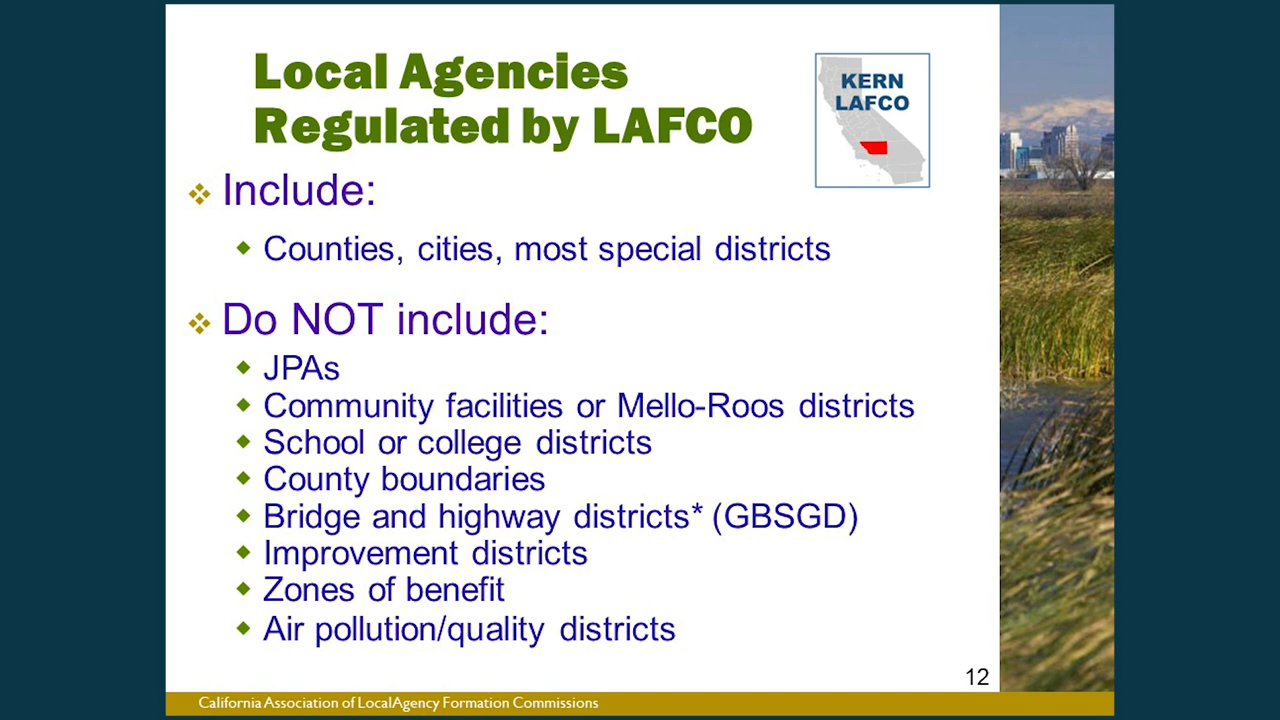 Local Agencies
Regulated by LAFCO
KERN
LAFCO
Include:
Counties, cities, most special districts
Do NOT include:
JPAs
Community facilities or Mello-Roos districts
School or college districts
County boundaries
Bridge and highway districts* (GBSGD)
Improvement districts
Zones of benefit
Air pollution/quality districts
12
California Association of LocalAgency Formation Commissions